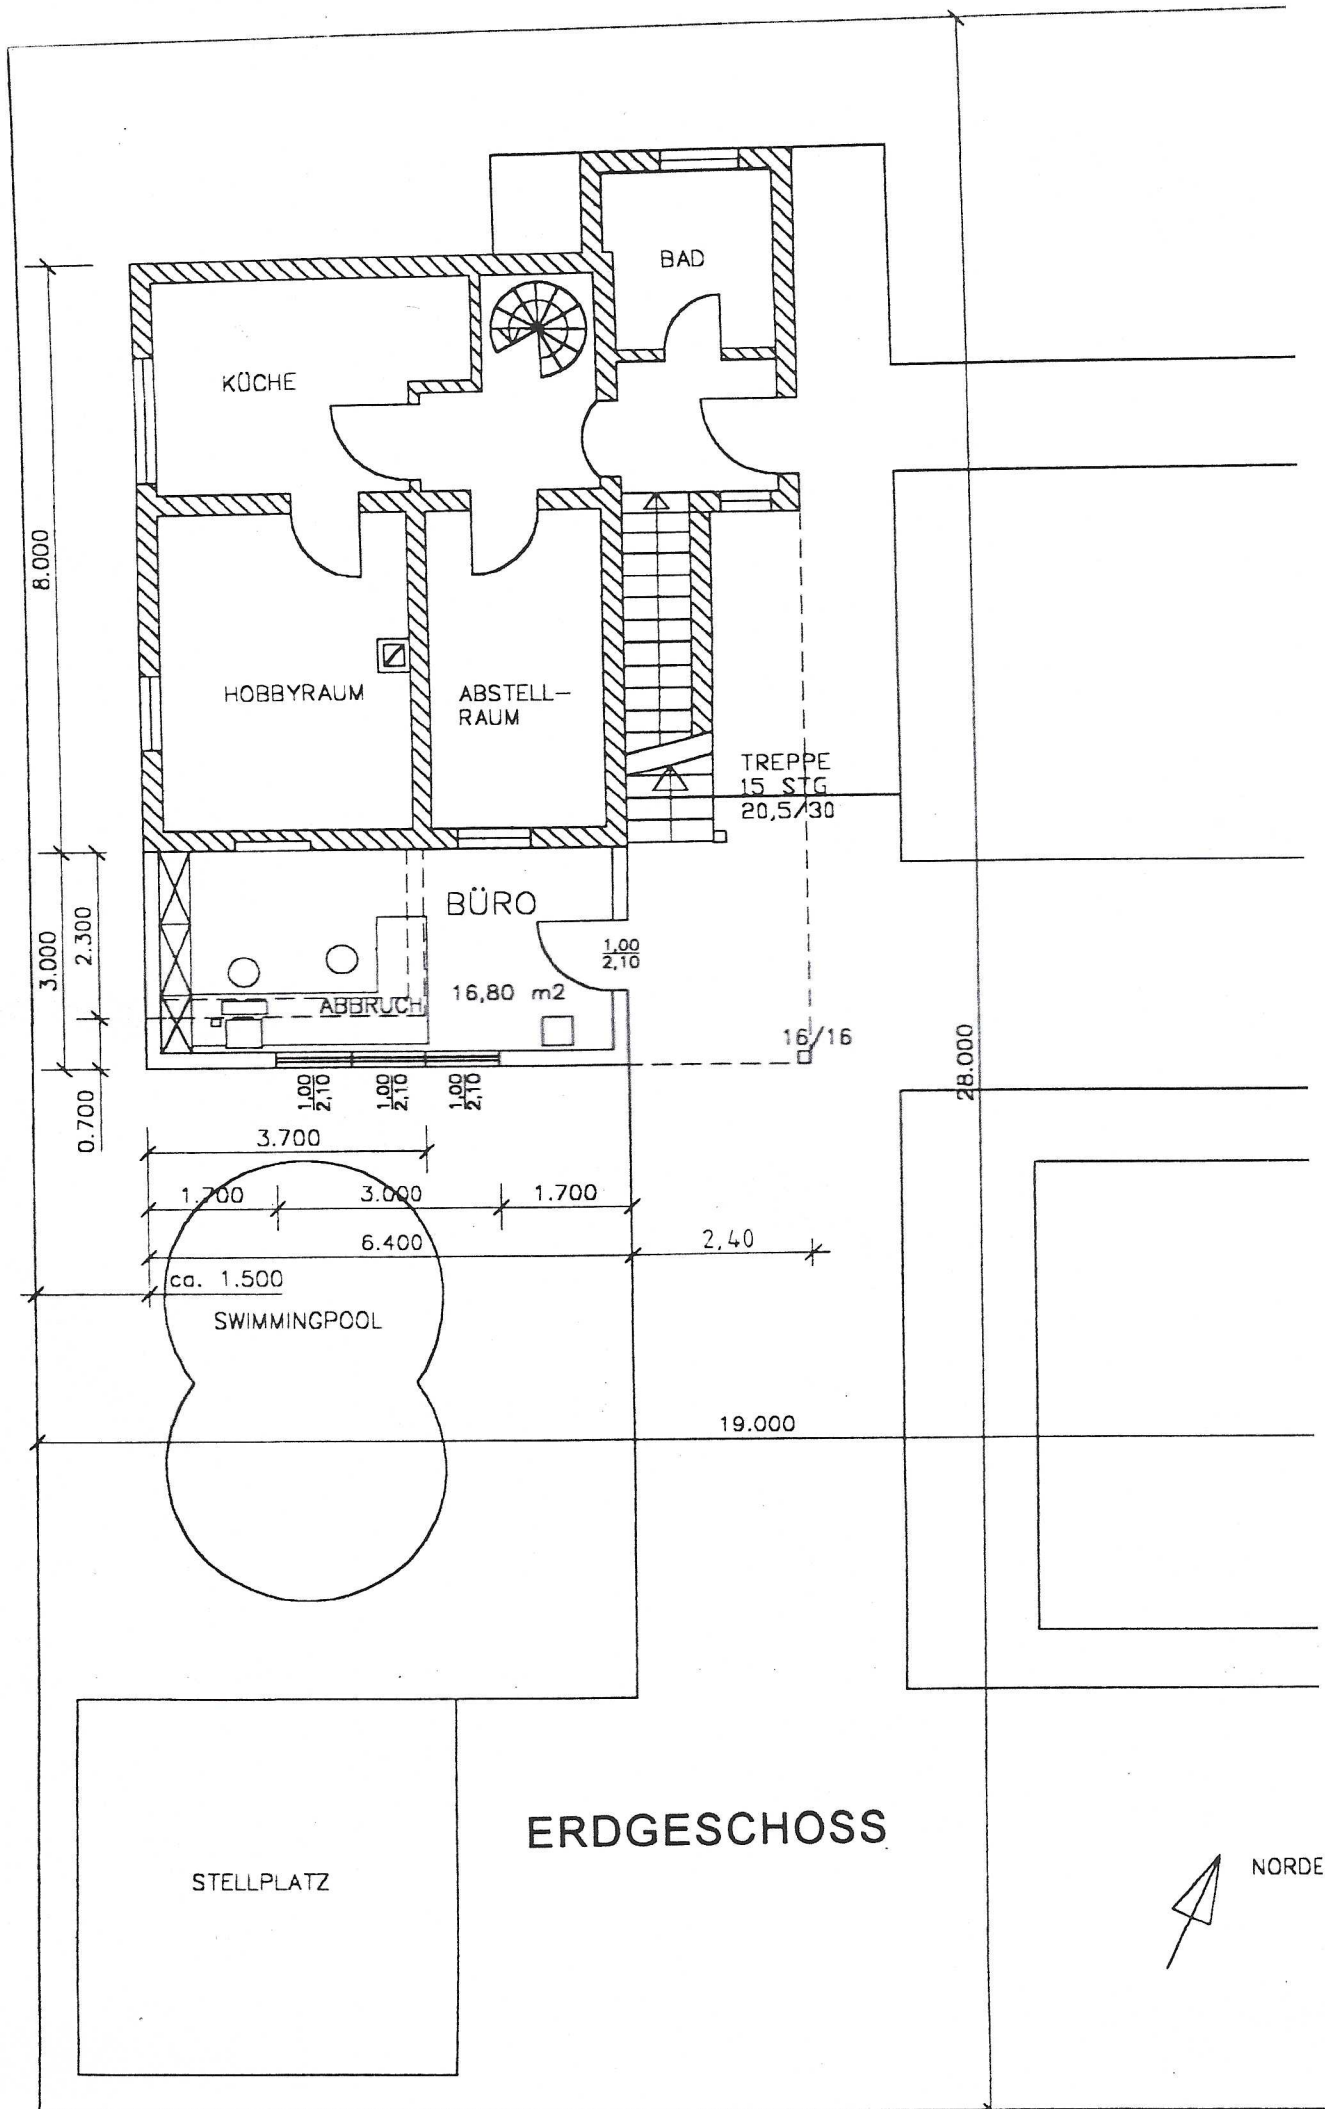 BAD
KÜCHE
8.000
HOBBYRAUM
ABSTELL-
RAUM
TREPPE
15 STG
20,5/30
BÜRO
3.000
2.300
1,00
2,10
ABBRUCH
16,80 m2
16/16
28.000
0.700
1,00
2,10
1,00
2,10
1,00
2,10
3.700
1.700
3.000
1.700
6.400
2,40
ca. 1.500
SWIMMINGPOOL
19.000
ERDGESCHOSS
STELLPLATZ
NORDE